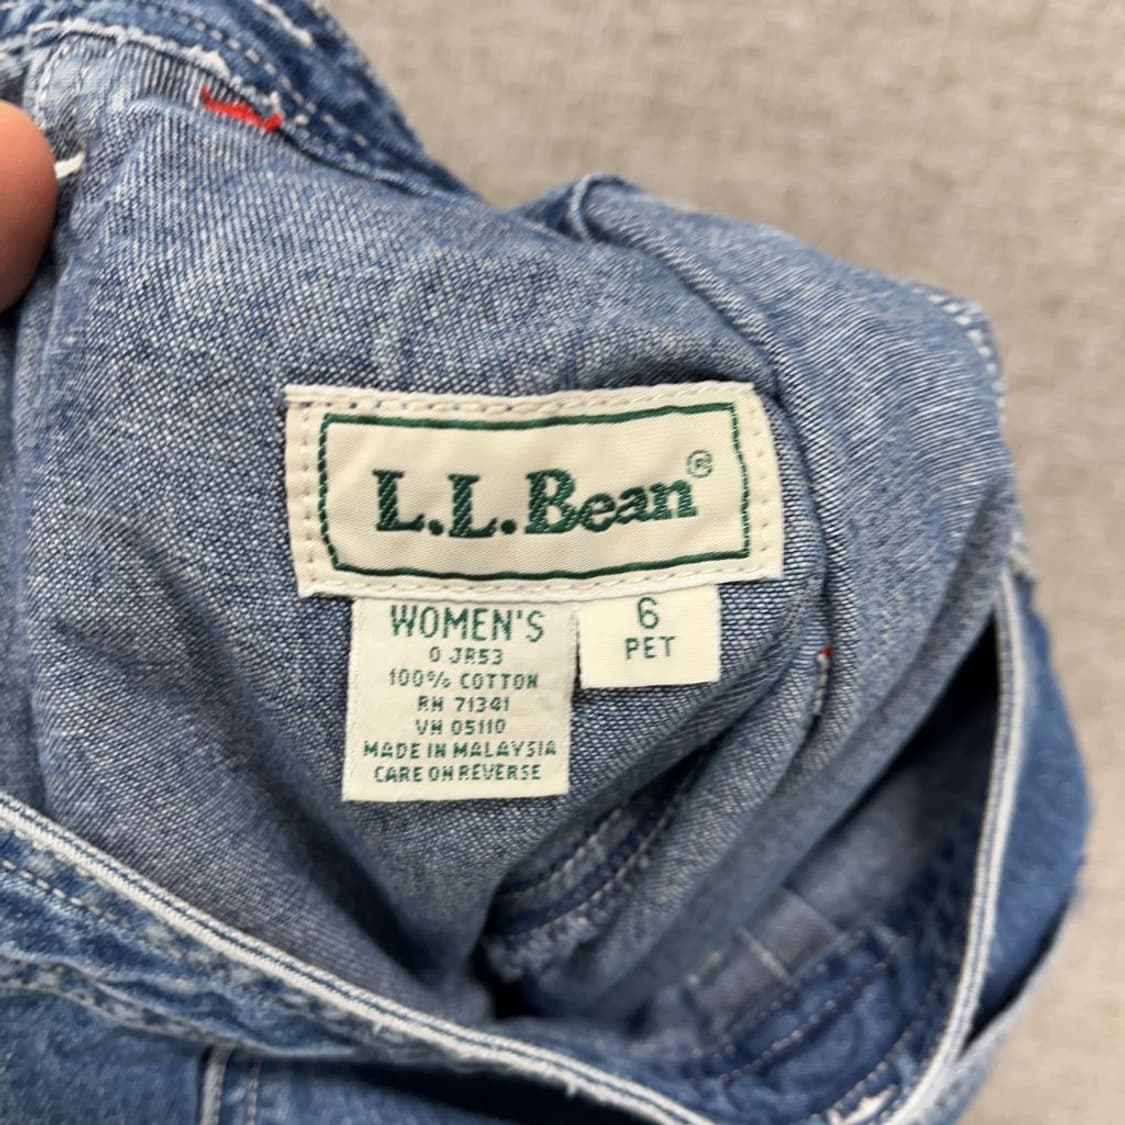 L.L.Bean®
WOMEN'S
0 JR53
100% COTTON
RN 71341
VN 05110
MADE IN MALAYSIA
CARE ON REVERSE
6
PET